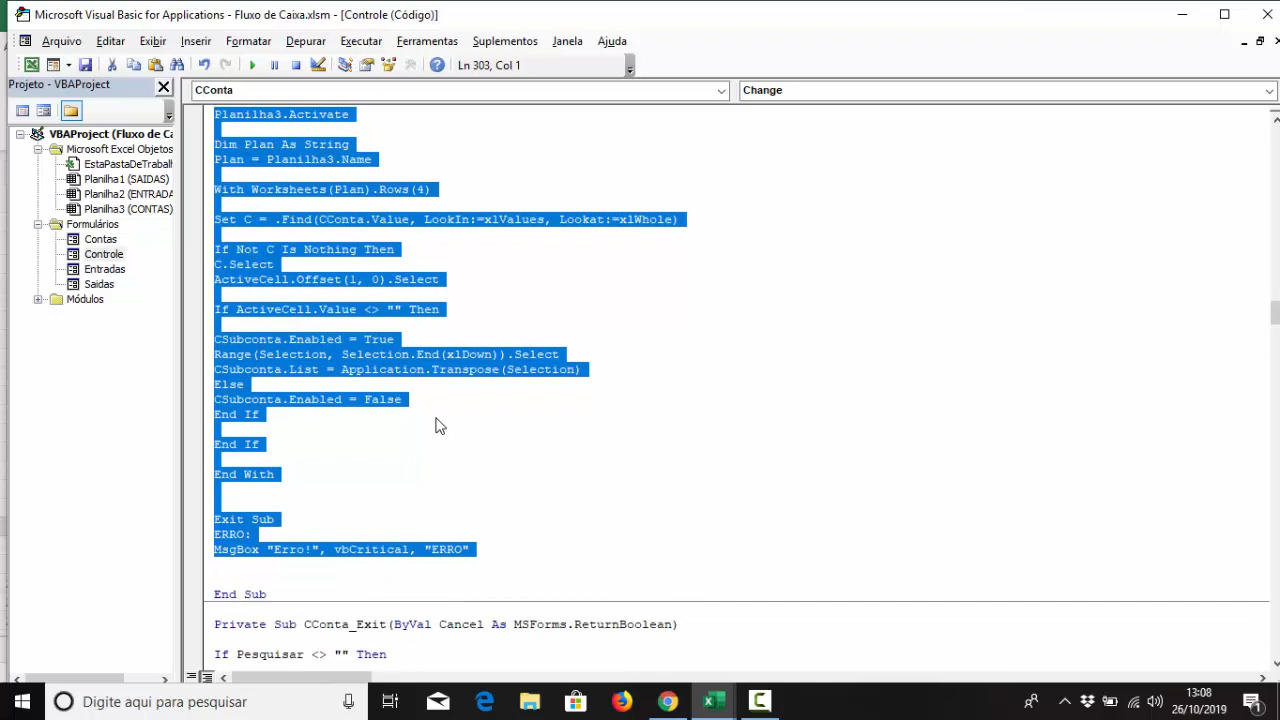 Microsoft Visual Basic for Applications - Fluxo de Caixa.xlsm - [Controle (Código)]
Arquivo Editar Exibir Inserir Formatar Depurar Executar Ferramentas Suplementos Janela Ajuda
Ln 303, Col 1
Projeto - VBAProject
CConta
Change
VBAProject (Fluxo de Ca
Microsoft Excel Objetos
EstaPastaDeTrabalh
Planilha1 (SAIDAS)
Planilha2 (ENTRADA
Planilha3 (CONTAS)
Formulários
Contas
Controle
Entradas
Saidas
Módulos
Planilha3.Activate
Dim Plan As String
Plan = Planilha3.Name
With Worksheets(Plan).Rows(4)
Set C = .Find(CConta.Value, LookIn:=xlValues, Lookat:=xlWhole)
If Not C Is Nothing Then
C.Select
ActiveCell.Offset(1, 0).Select
If ActiveCell.Value <> "" Then
CSubconta.Enabled = True
Range(Selection, Selection.End(xlDown)).Select
CSubconta.List = Application.Transpose(Selection)
Else
CSubconta.Enabled = False
End If
End If
End With
Exit Sub
ERRO:
MsgBox "Erro!", vbCritical, "ERRO"
End Sub
Private Sub CConta_Exit(ByVal Cancel As MSForms.ReturnBoolean)
If Pesquisar <> "" Then
Digite aqui para pesquisar
13:08
26/10/2019
1